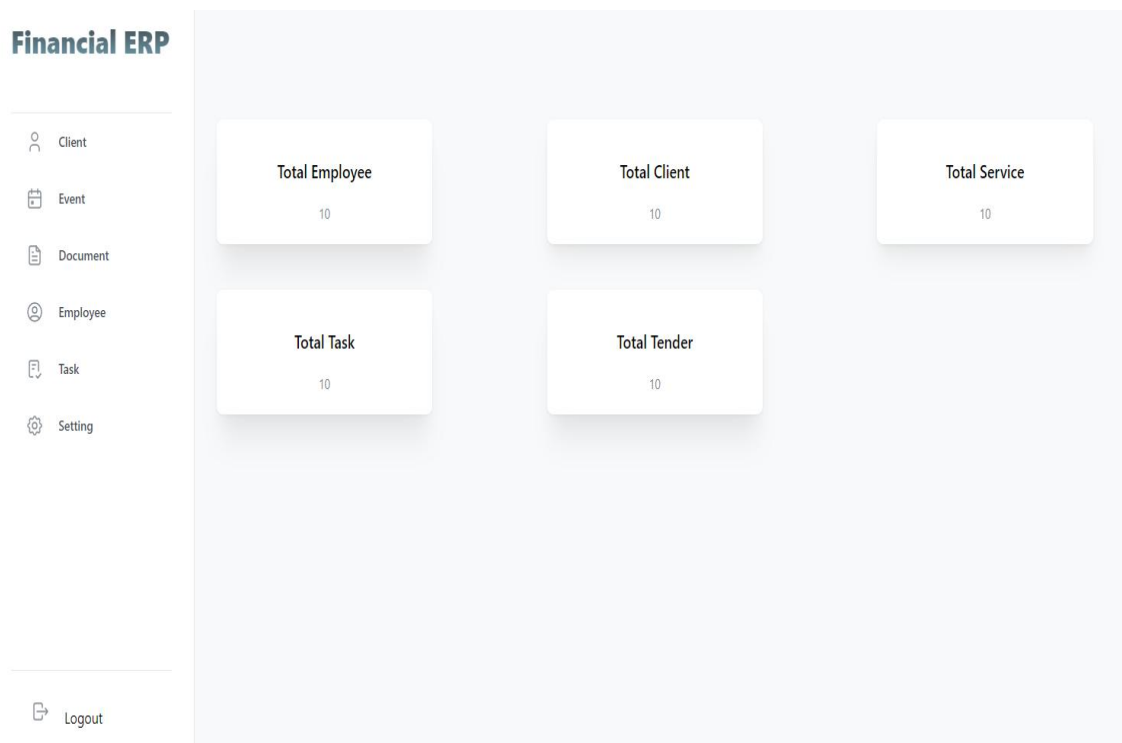 Financial ERP
Client
Event
Document
Employee
Task
Setting
Logout
Total Employee
10
Total Client
10
Total Service
10
Total Task
10
Total Tender
10